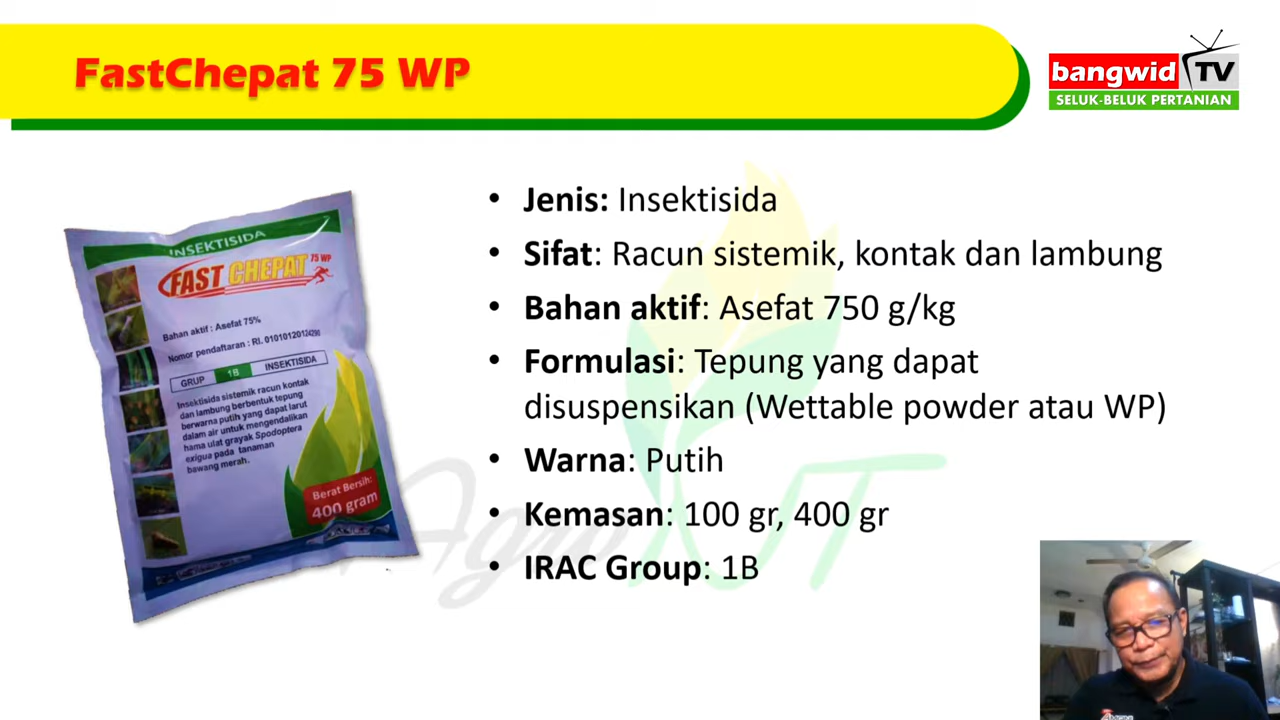 FastChepat 75 WP
bangwid TV
SELUK-BELUK PERTANIAN
INSEKTISIDA
FAST CHEPAT 75 WP
Bahan aktif : Asefat 75%
Nomor pendaftaran : RI. 01010120124298
GRUP 1B INSEKTISIDA
Insektisida sistemik racun kontak
dan lambung berbentuk tepung
berwarna putih yang dapat larut
dalam air untuk mengendalikan
hama ulat grayak Spodoptera
exigua pada tanaman
bawang merah.
Berat Bersih:
400 gram
• Jenis: Insektisida
• Sifat: Racun sistemik, kontak dan lambung
• Bahan aktif: Asefat 750 g/kg
• Formulasi: Tepung yang dapat
disuspensikan (Wettable powder atau WP)
• Warna: Putih
• Kemasan: 100 gr, 400 gr
• IRAC Group: 1B